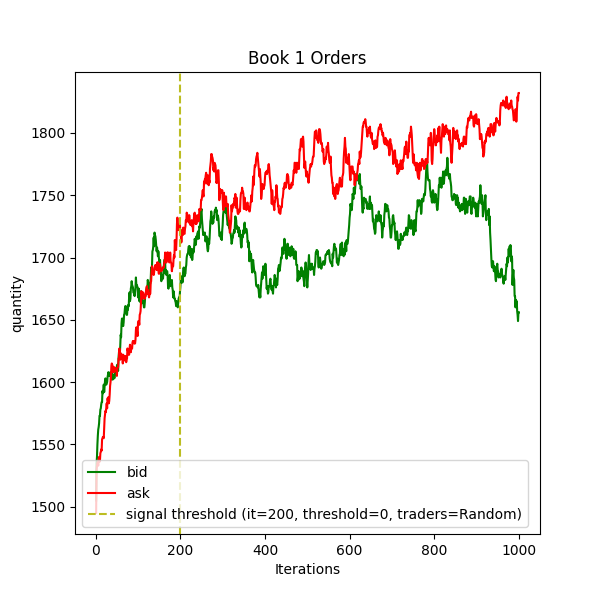 Book 1 Orders
quantity
1800
1750
1700
1650
1600
1550
1500
bid
ask
signal threshold (it=200, threshold=0, traders=Random)
0 200 400 600 800 1000
Iterations